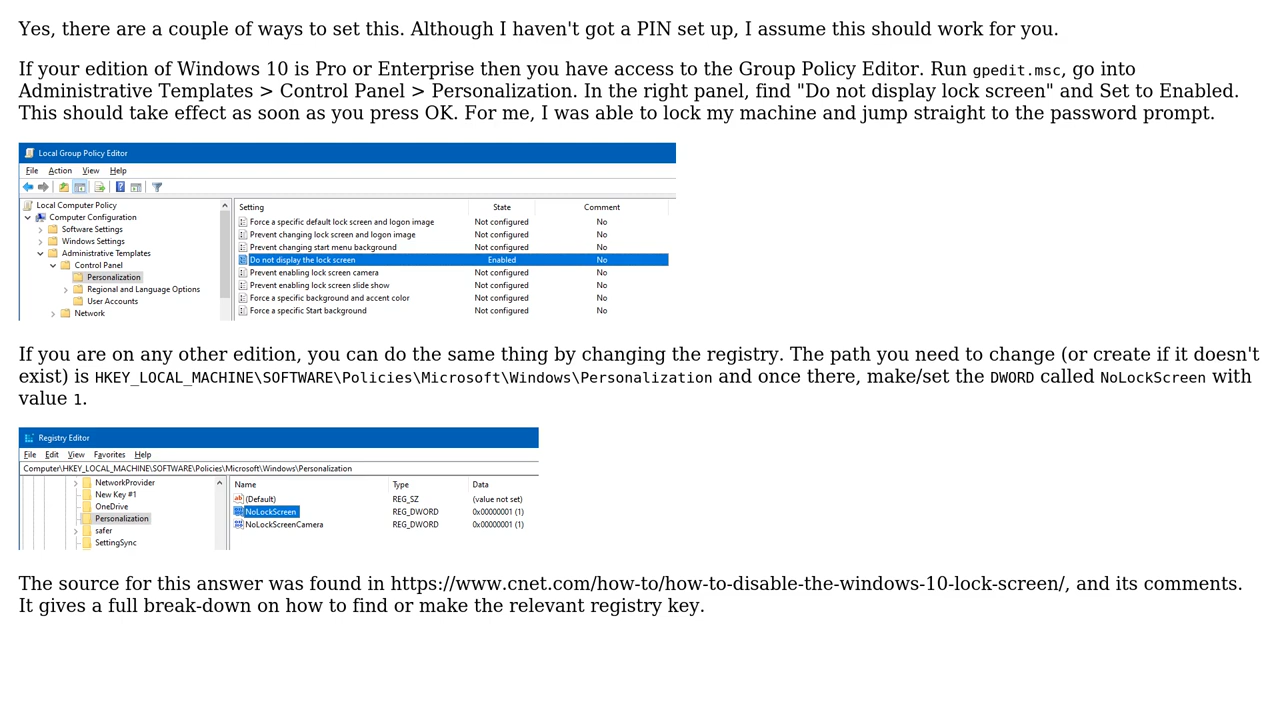 Yes, there are a couple of ways to set this. Although I haven't got a PIN set up, I assume this should work for you.
If your edition of Windows 10 is Pro or Enterprise then you have access to the Group Policy Editor. Run gpedit.msc, go into
Administrative Templates > Control Panel > Personalization. In the right panel, find "Do not display lock screen" and Set to Enabled.
This should take effect as soon as you press OK. For me, I was able to lock my machine and jump straight to the password prompt.
Local Group Policy Editor
File Action View Help
Local Computer Policy
Computer Configuration
Software Settings
Windows Settings
Administrative Templates
Control Panel
Personalization
Regional and Language Options
User Accounts
Network
Setting State Comment
Force a specific default lock screen and logon image Not configured No
Prevent changing lock screen and logon image Not configured No
Prevent changing start menu background Not configured No
Do not display the lock screen Enabled No
Prevent enabling lock screen camera Not configured No
Prevent enabling lock screen slide show Not configured No
Force a specific background and accent color Not configured No
Force a specific Start background Not configured No
If you are on any other edition, you can do the same thing by changing the registry. The path you need to change (or create if it doesn't
exist) is HKEY_LOCAL_MACHINE\SOFTWARE\Policies\Microsoft\Windows\Personalization and once there, make/set the DWORD called NoLockScreen with
value 1.
Registry Editor
File Edit View Favorites Help
Computer\HKEY_LOCAL_MACHINE\SOFTWARE\Policies\Microsoft\Windows\Personalization
NetworkProvider
New Key #1
OneDrive
Personalization
safer
SettingSync
Name Type Data
(Default) REG_SZ (value not set)
NoLockScreen REG_DWORD 0x00000001 (1)
NoLockScreenCamera REG_DWORD 0x00000001 (1)
The source for this answer was found in https://www.cnet.com/how-to/how-to-disable-the-windows-10-lock-screen/, and its comments.
It gives a full break-down on how to find or make the relevant registry key.